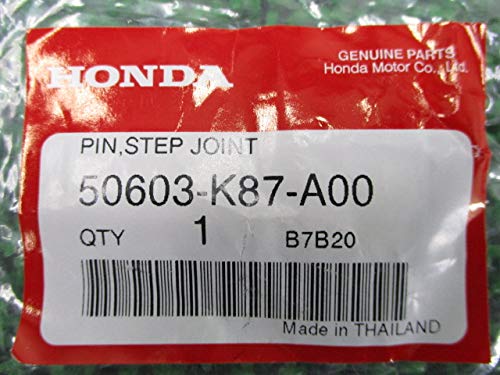 HONDA
GENUINE PARTS
Honda Motor Co., Ltd.
PIN,STEP JOINT
50603-K87-A00
QTY 1 B7B20
Made in THAILAND